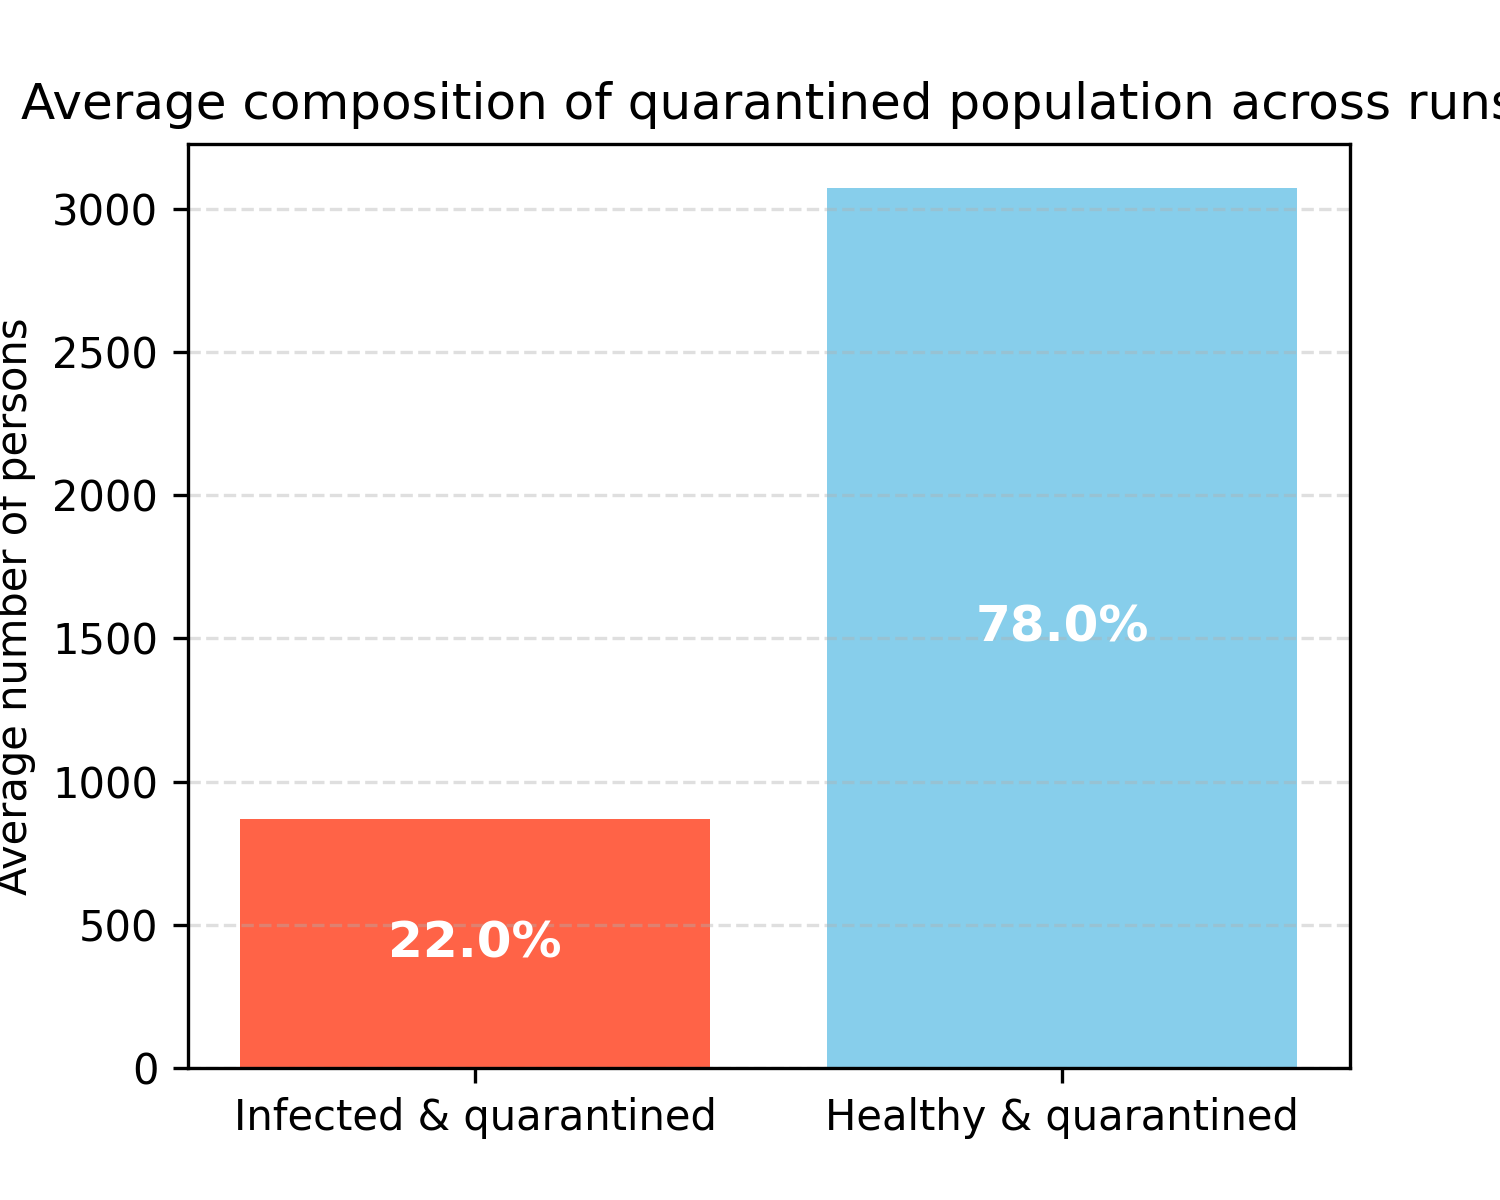 Average composition of quarantined population across runs
Average number of persons
3000
2500
2000
1500
1000
500
0
78.0%
22.0%
Infected & quarantined
Healthy & quarantined